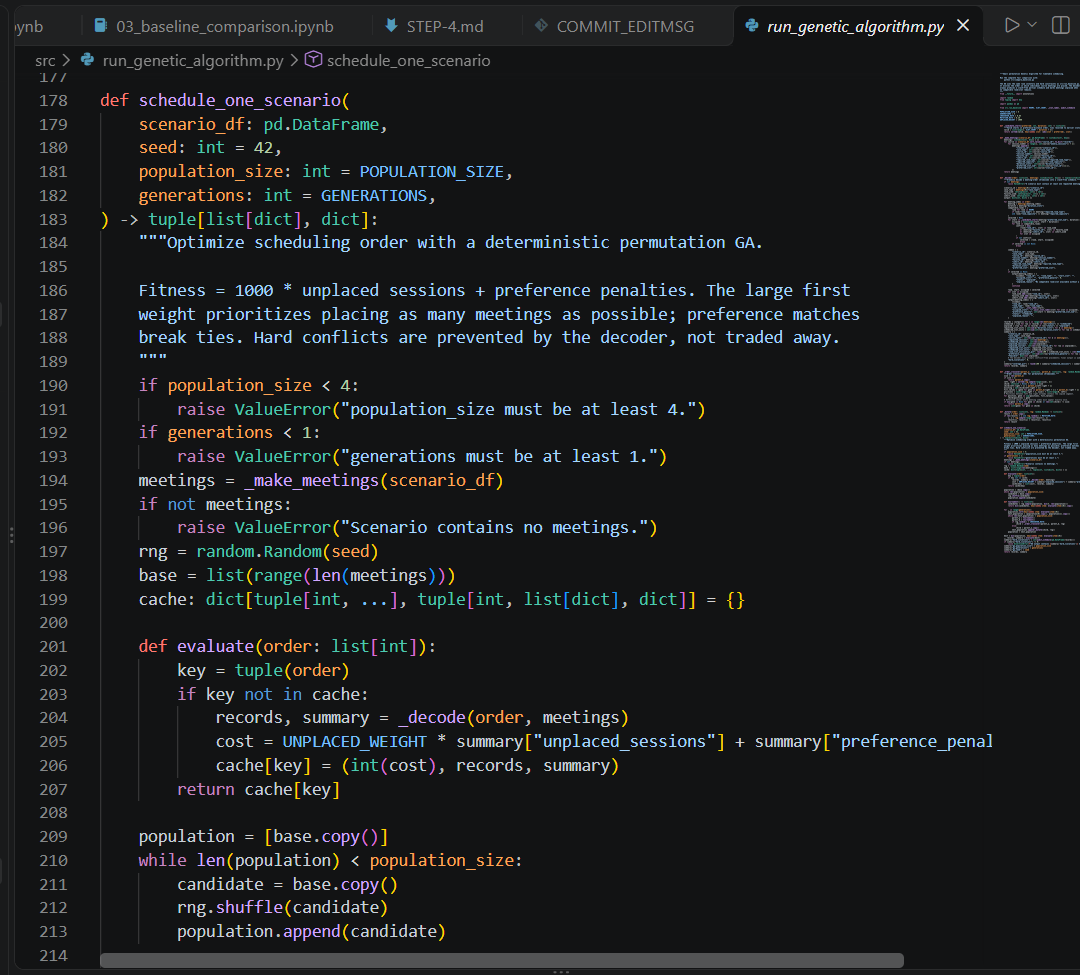 ynb 03_baseline_comparison.ipynb STEP-4.md COMMIT_EDITMSG run_genetic_algorithm.py
src > run_genetic_algorithm.py > schedule_one_scenario
177
178 def schedule_one_scenario(
179     scenario_df: pd.DataFrame,
180     seed: int = 42,
181     population_size: int = POPULATION_SIZE,
182     generations: int = GENERATIONS,
183 ) -> tuple[list[dict], dict]:
184     """Optimize scheduling order with a deterministic permutation GA.
185
186     Fitness = 1000 * unplaced sessions + preference penalties. The large first
187     weight prioritizes placing as many meetings as possible; preference matches
188     break ties. Hard conflicts are prevented by the decoder, not traded away.
189     """
190     if population_size < 4:
191         raise ValueError("population_size must be at least 4.")
192     if generations < 1:
193         raise ValueError("generations must be at least 1.")
194     meetings = _make_meetings(scenario_df)
195     if not meetings:
196         raise ValueError("Scenario contains no meetings.")
197     rng = random.Random(seed)
198     base = list(range(len(meetings)))
199     cache: dict[tuple[int, ...], tuple[int, list[dict], dict]] = {}
200
201     def evaluate(order: list[int]):
202         key = tuple(order)
203         if key not in cache:
204             records, summary = _decode(order, meetings)
205             cost = UNPLACED_WEIGHT * summary["unplaced_sessions"] + summary["preference_penal
206             cache[key] = (int(cost), records, summary)
207         return cache[key]
208
209     population = [base.copy()]
210     while len(population) < population_size:
211         candidate = base.copy()
212         rng.shuffle(candidate)
213         population.append(candidate)
214